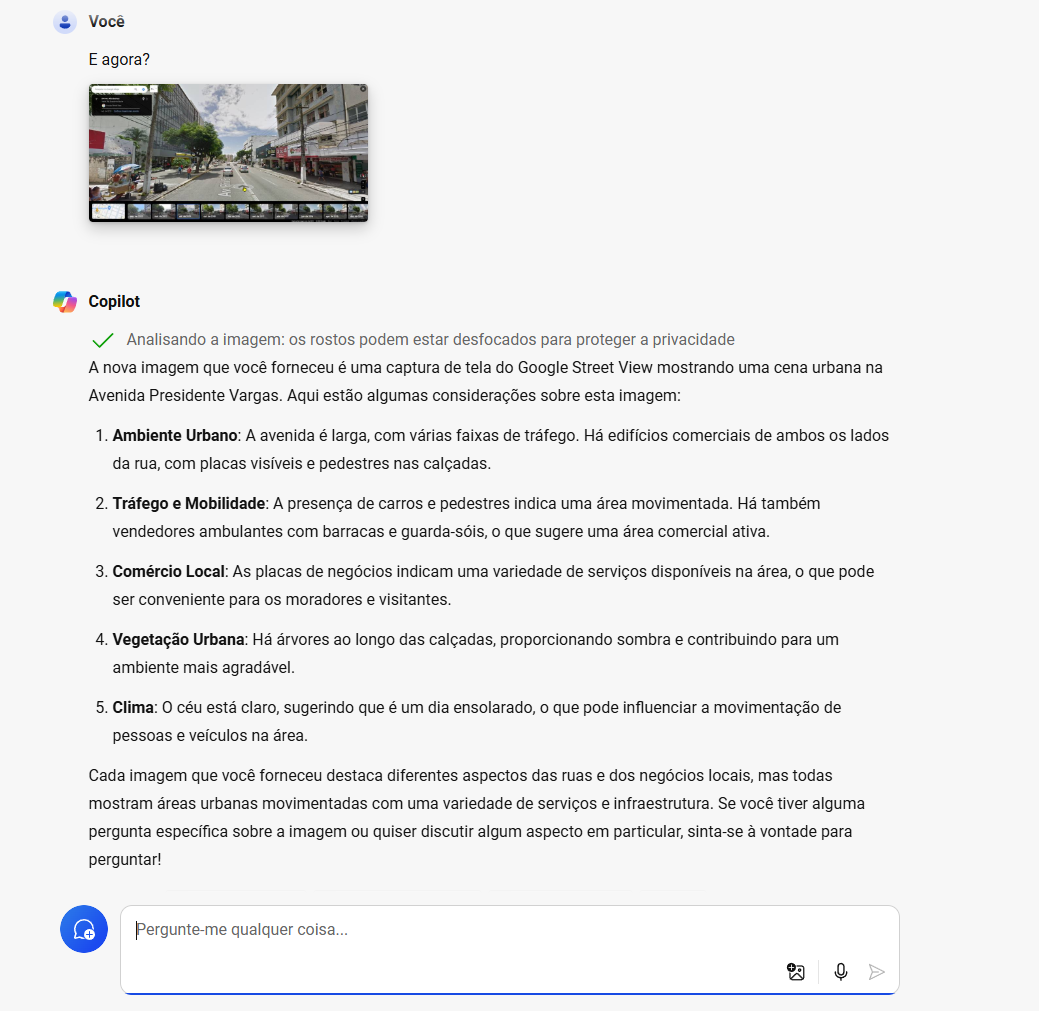 Você
E agora?
Copilot
Analisando a imagem: os rostos podem estar desfocados para proteger a privacidade
A nova imagem que você forneceu é uma captura de tela do Google Street View mostrando uma cena urbana na
Avenida Presidente Vargas. Aqui estão algumas considerações sobre esta imagem:
1. Ambiente Urbano: A avenida é larga, com várias faixas de tráfego. Há edifícios comerciais de ambos os lados
da rua, com placas visíveis e pedestres nas calçadas.
2. Tráfego e Mobilidade: A presença de carros e pedestres indica uma área movimentada. Há também
vendedores ambulantes com barracas e guarda-sóis, o que sugere uma área comercial ativa.
3. Comércio Local: As placas de negócios indicam uma variedade de serviços disponíveis na área, o que pode
ser conveniente para os moradores e visitantes.
4. Vegetação Urbana: Há árvores ao longo das calçadas, proporcionando sombra e contribuindo para um
ambiente mais agradável.
5. Clima: O céu está claro, sugerindo que é um dia ensolarado, o que pode influenciar a movimentação de
pessoas e veículos na área.
Cada imagem que você forneceu destaca diferentes aspectos das ruas e dos negócios locais, mas todas
mostram áreas urbanas movimentadas com uma variedade de serviços e infraestrutura. Se você tiver alguma
pergunta específica sobre a imagem ou quiser discutir algum aspecto em particular, sinta-se à vontade para
perguntar!
Pergunte-me qualquer coisa...